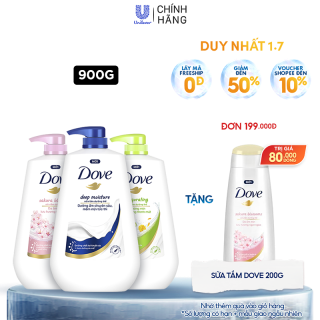 Unilever
CHÍNH
HÃNG
DUY NHẤT 1.7
LẤY MÃ
FREESHIP
0Đ
GIẢM
ĐẾN
50%
VOUCHER
SHOPEE ĐẾN
10%
900G
ĐƠN 199.000Đ
TRỊ GIÁ
80.000
ĐỒNG
Dove
Dove
deep moisture
Dove
TẶNG
Dove
SỮA TẮM DOVE 200G
Nhớ thêm quà vào giỏ hàng
*Số lượng có hạn + mẫu giao ngẫu nhiên